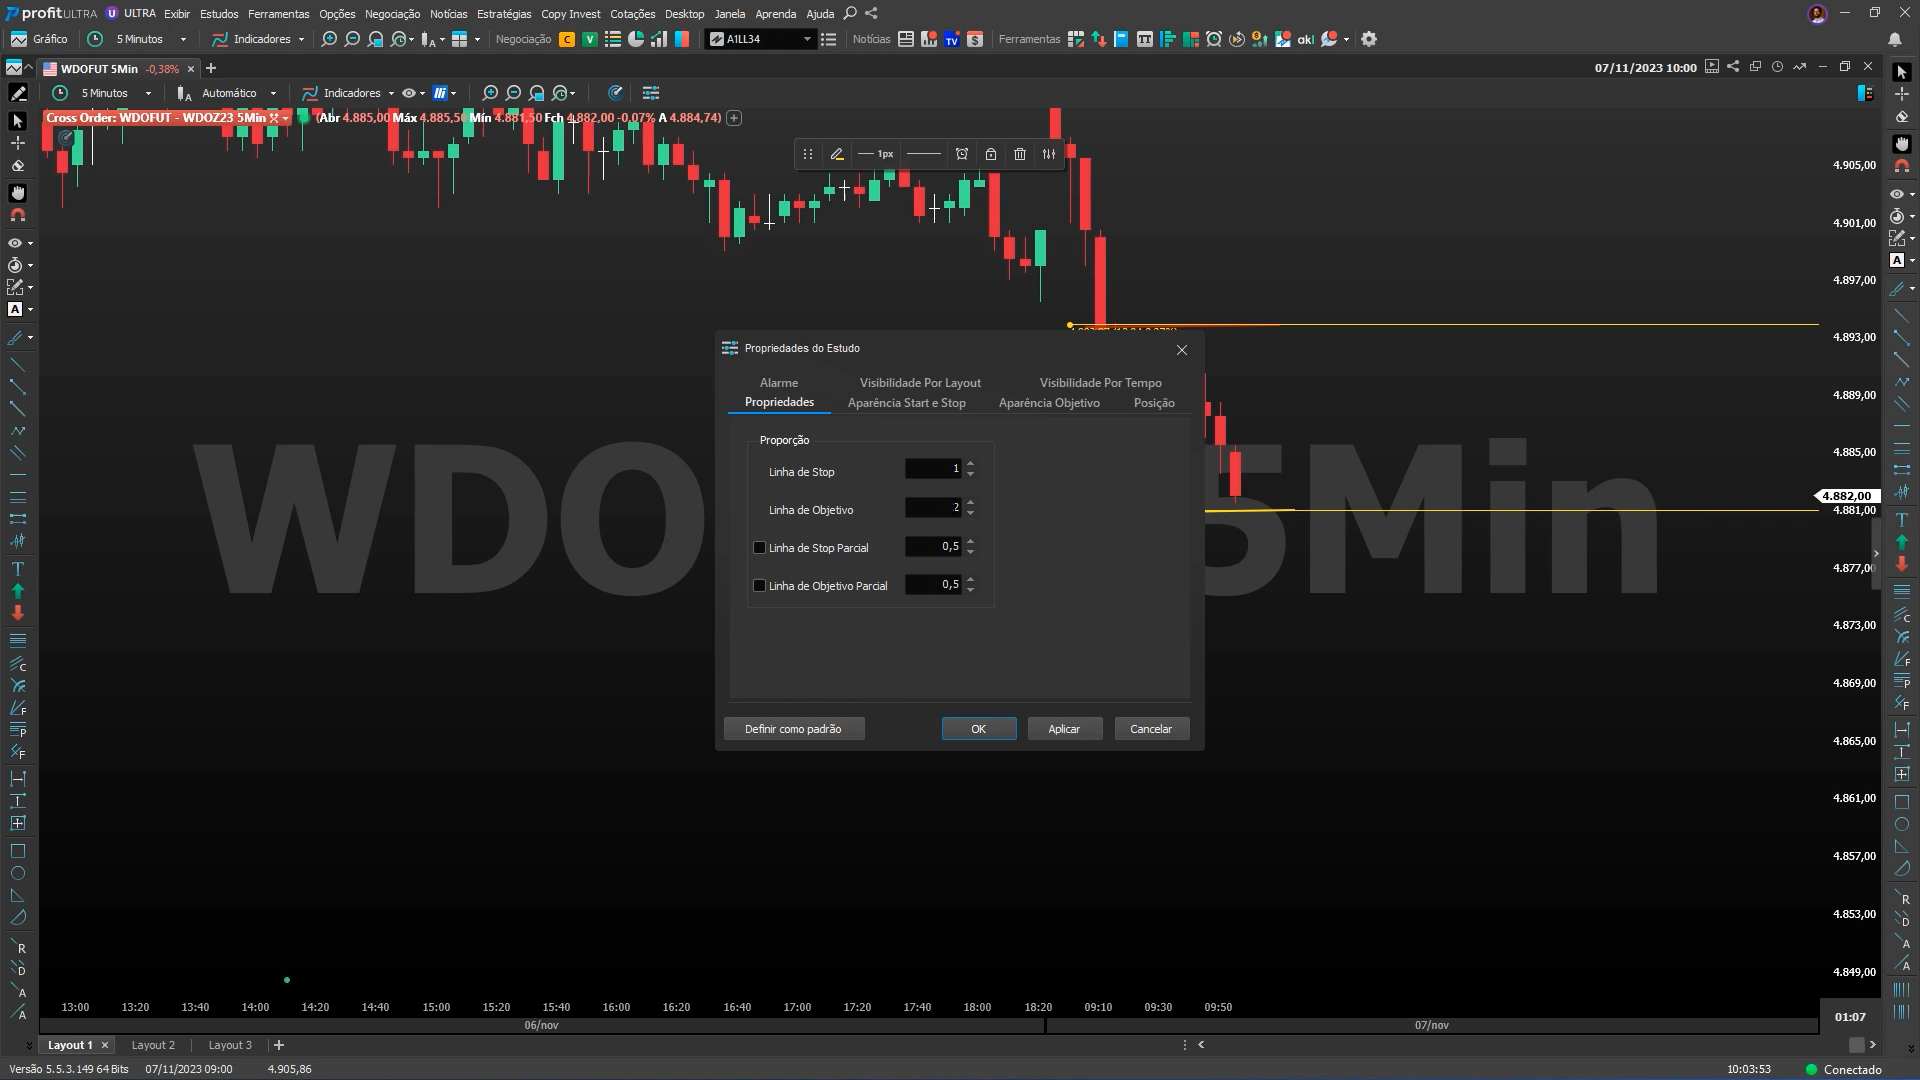 profitULTRA U ULTRA Exibir Estudos Ferramentas Opções Negociação Notícias Estratégias Copy Invest Cotações Desktop Janela Aprenda Ajuda
Gráfico 5 Minutos Indicadores A Negociação C V A1LL34 Notícias TV $ Ferramentas TT akl
WDOFUT 5Min -0,38% × + 07/11/2023 10:00
5 Minutos A Automático Indicadores
Cross Order: WDOFUT - WDOZ23 5Min (Abr 4.885,00 Máx 4.885,50 Mín 4.881,50 Fch 4.882,00 -0.07% A 4.884,74)
1px
4.905,00
4.901,00
4.897,00
4.893,00
4.889,00
4.885,00
4.882,00
4.881,00
4.877,00
4.873,00
4.869,00
4.865,00
4.861,00
4.857,00
4.853,00
4.849,00
WDO 5Min
Propriedades do Estudo
Alarme Visibilidade Por Layout Visibilidade Por Tempo
Propriedades Aparência Start e Stop Aparência Objetivo Posição
Proporção
Linha de Stop 1
Linha de Objetivo 2
Linha de Stop Parcial 0,5
Linha de Objetivo Parcial 0,5
Definir como padrão OK Aplicar Cancelar
13:00 13:20 13:40 14:00 14:20 14:40 15:00 15:20 15:40 16:00 16:20 16:40 17:00 17:20 17:40 18:00 18:20 09:10 09:30 09:50
01:07
06/nov 07/nov
Layout 1 × Layout 2 Layout 3 +
Versão 5.5.3.149 64 Bits 07/11/2023 09:00 4.905,86 10:03:53 Conectado